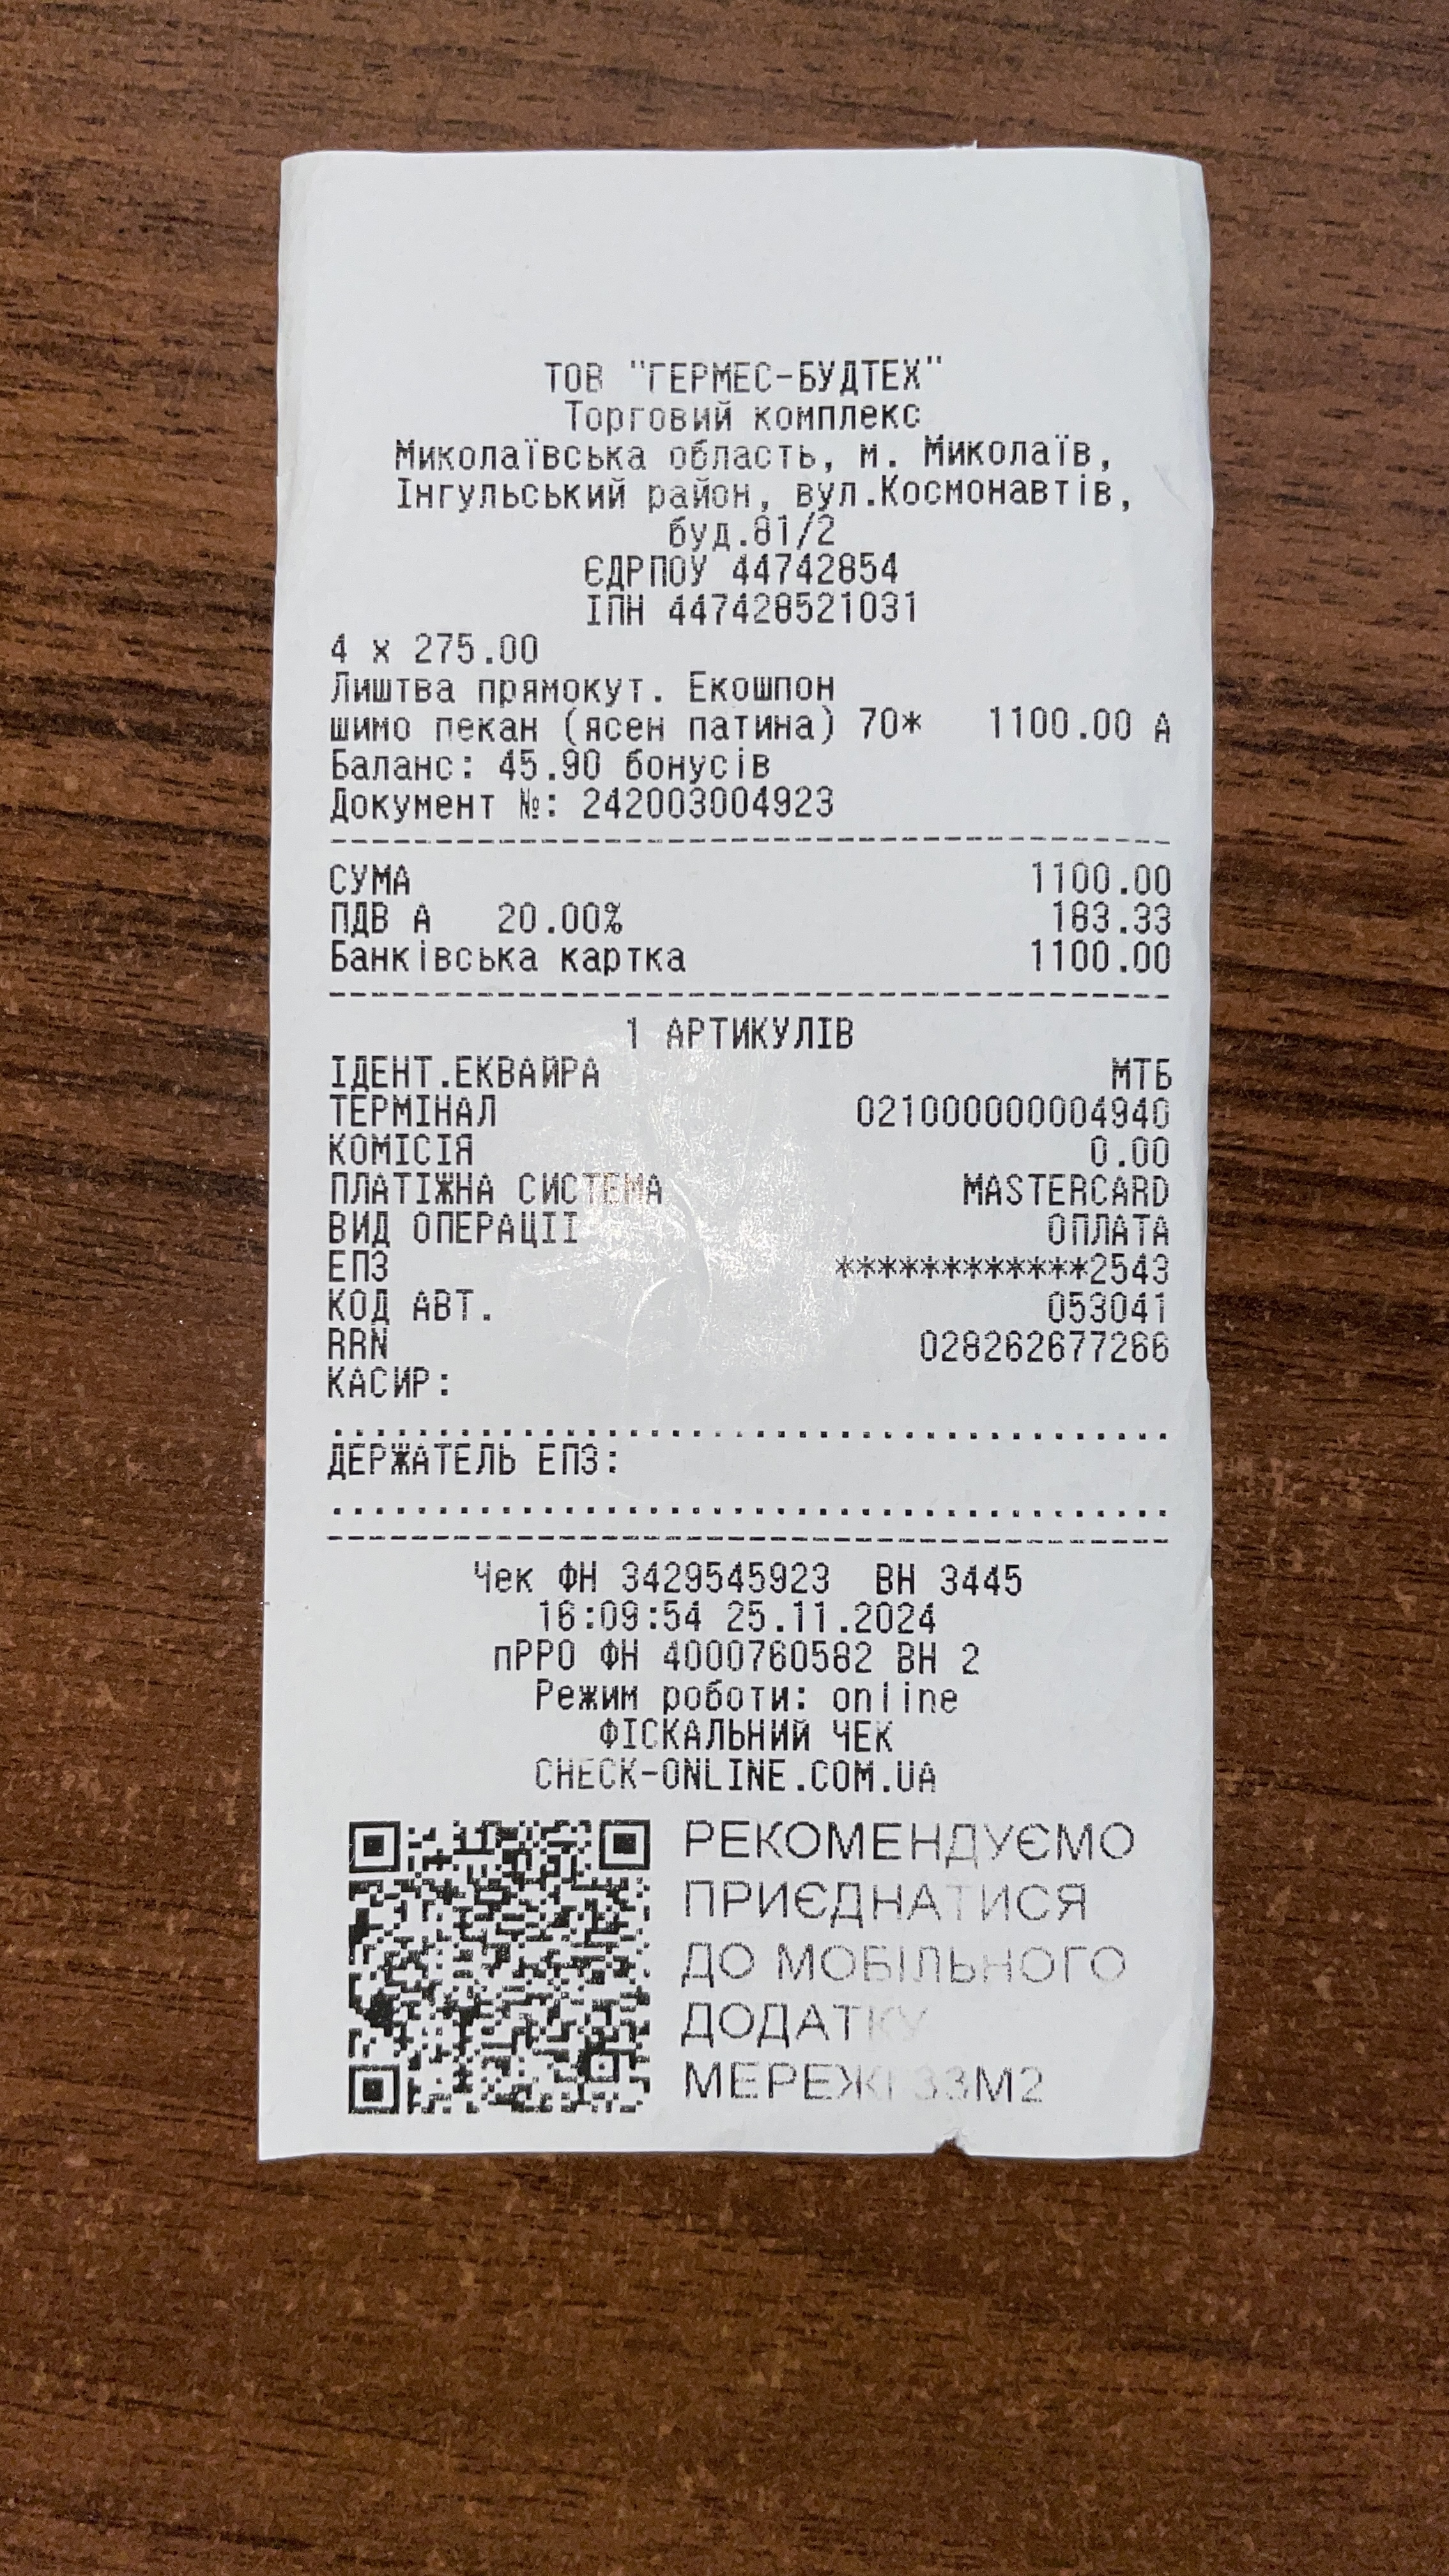 ТОВ "ГЕРМЕС-БУДТЕХ"
Торговий комплекс
Миколаївська область, м. Миколаїв,
Інгульський район, вул.Космонавтів,
буд.81/2
ЄДРПОУ 44742854
ІПН 447428521031
4 x 275.00
Лиштва прямокут. Екошпон
шимо пекан (ясен патина) 70* 1100.00 А
Баланс: 45.90 бонусів
Документ №: 242003004923
СУМА 1100.00
ПДВ А 20.00% 183.33
Банківська картка 1100.00
1 АРТИКУЛІВ
ІДЕНТ.ЕКВАЙРА МТБ
ТЕРМІНАЛ 021000000004940
КОМІСІЯ 0.00
ПЛАТІЖНА СИСТЕМА MASTERCARD
ВИД ОПЕРАЦІЇ ОПЛАТА
ЕПЗ ************2543
КОД АВТ. 053041
RRN 028262677266
КАСИР:
........................................
ДЕРЖАТЕЛЬ ЕПЗ:
........................................
Чек ФН 3429545923 ВН 3445
16:09:54 25.11.2024
пРРО ФН 4000760582 ВН 2
Режим роботи: online
ФІСКАЛЬНИЙ ЧЕК
CHECK-ONLINE.COM.UA
РЕКОМЕНДУЄМО
ПРИЄДНАТИСЯ
ДО МОБІЛЬНОГО
ДОДАТКУ
МЕРЕЖІ 33М2